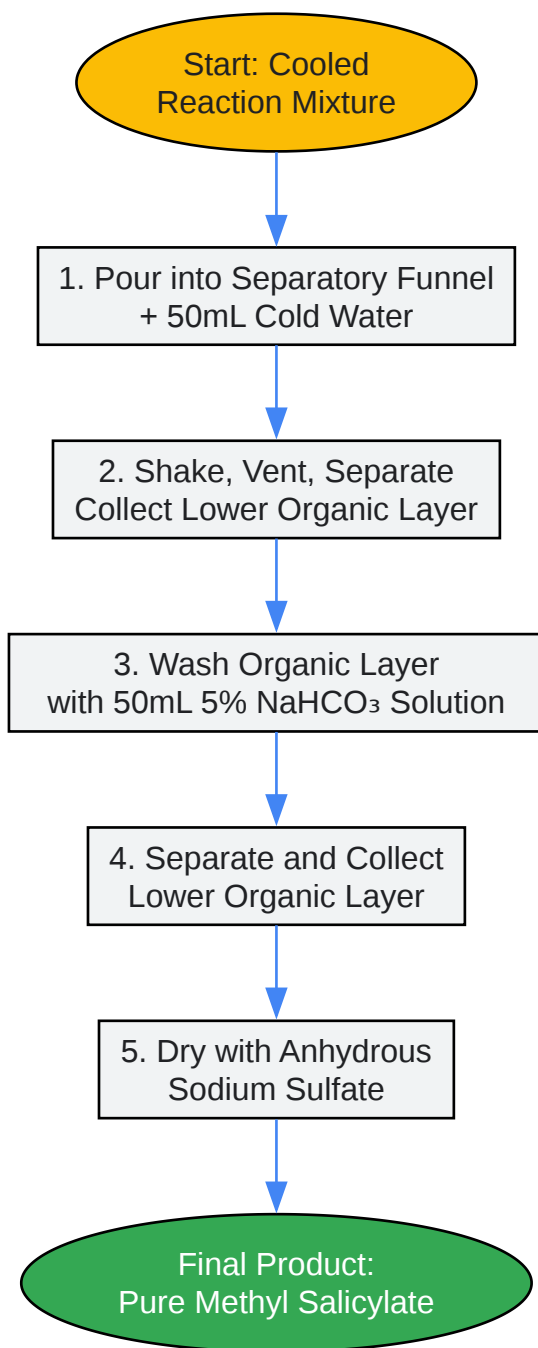 Start: Cooled
Reaction Mixture
1. Pour into Separatory Funnel
+ 50mL Cold Water
2. Shake, Vent, Separate
Collect Lower Organic Layer
3. Wash Organic Layer
with 50mL 5% NaHCO₃ Solution
4. Separate and Collect
Lower Organic Layer
5. Dry with Anhydrous
Sodium Sulfate
Final Product:
Pure Methyl Salicylate